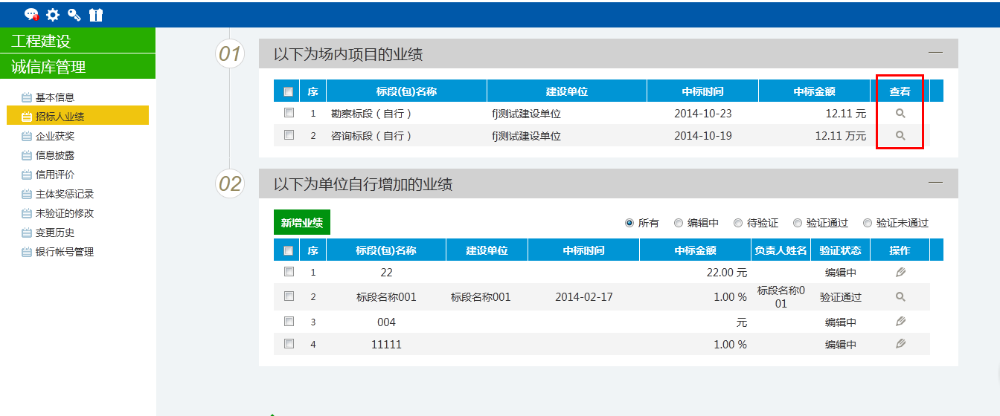 工程建设
诚信库管理
基本信息
招标人业绩
企业获奖
信息披露
信用评价
主体奖惩记录
未验证的修改
变更历史
银行帐号管理
01 以下为场内项目的业绩
序 标段(包)名称 建设单位 中标时间 中标金额 查看
1 勘察标段（自行） fj测试建设单位 2014-10-23 12.11 元
2 咨询标段（自行） fj测试建设单位 2014-10-19 12.11 万元
02 以下为单位自行增加的业绩
新增业绩 所有 编辑中 待验证 验证通过 验证未通过
序 标段(包)名称 建设单位 中标时间 中标金额 负责人姓名 验证状态 操作
1 22 22.00 元 编辑中
2 标段名称001 标段名称001 2014-02-17 1.00 % 标段名称0
01 验证通过
3 004 元 编辑中
4 11111 1.00 % 编辑中